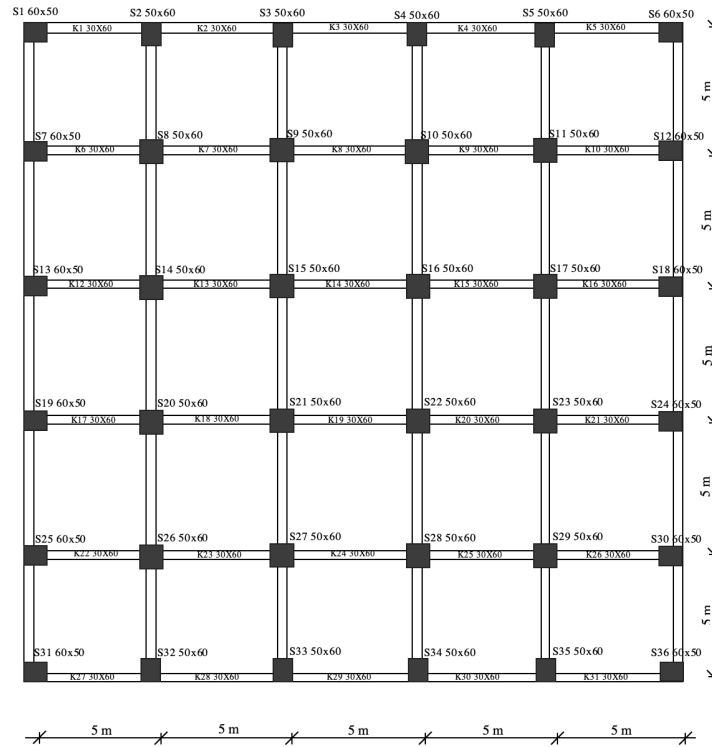 S1 60x50 S2 50x60 S3 50x60 S4 50x60 S5 50x60 S6 60x50
K1 30X60 K2 30X60 K3 30X60 K4 30X60 K5 30X60
5 m
S7 60x50 S8 50x60 S9 50x60 S10 50x60 S11 50x60 S12 60x50
K6 30X60 K7 30X60 K8 30X60 K9 30X60 K10 30X60
5 m
S13 60x50 S14 50x60 S15 50x60 S16 50x60 S17 50x60 S18 60x50
K12 30X60 K13 30X60 K14 30X60 K15 30X60 K16 30X60
5 m
S19 60x50 S20 50x60 S21 50x60 S22 50x60 S23 50x60 S24 60x50
K17 30X60 K18 30X60 K19 30X60 K20 30X60 K21 30X60
5 m
S25 60x50 S26 50x60 S27 50x60 S28 50x60 S29 50x60 S30 60x50
K22 30X60 K23 30X60 K24 30X60 K25 30X60 K26 30X60
5 m
S31 60x50 S32 50x60 S33 50x60 S34 50x60 S35 50x60 S36 60x50
K27 30X60 K28 30X60 K29 30X60 K30 30X60 K31 30X60
5 m 5 m 5 m 5 m 5 m